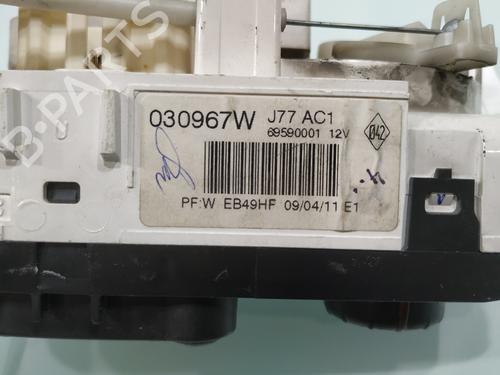 030967W J77 AC1
69590001 12V
042
PF:W EB49HF 09/04/11 E1
B-PARTS